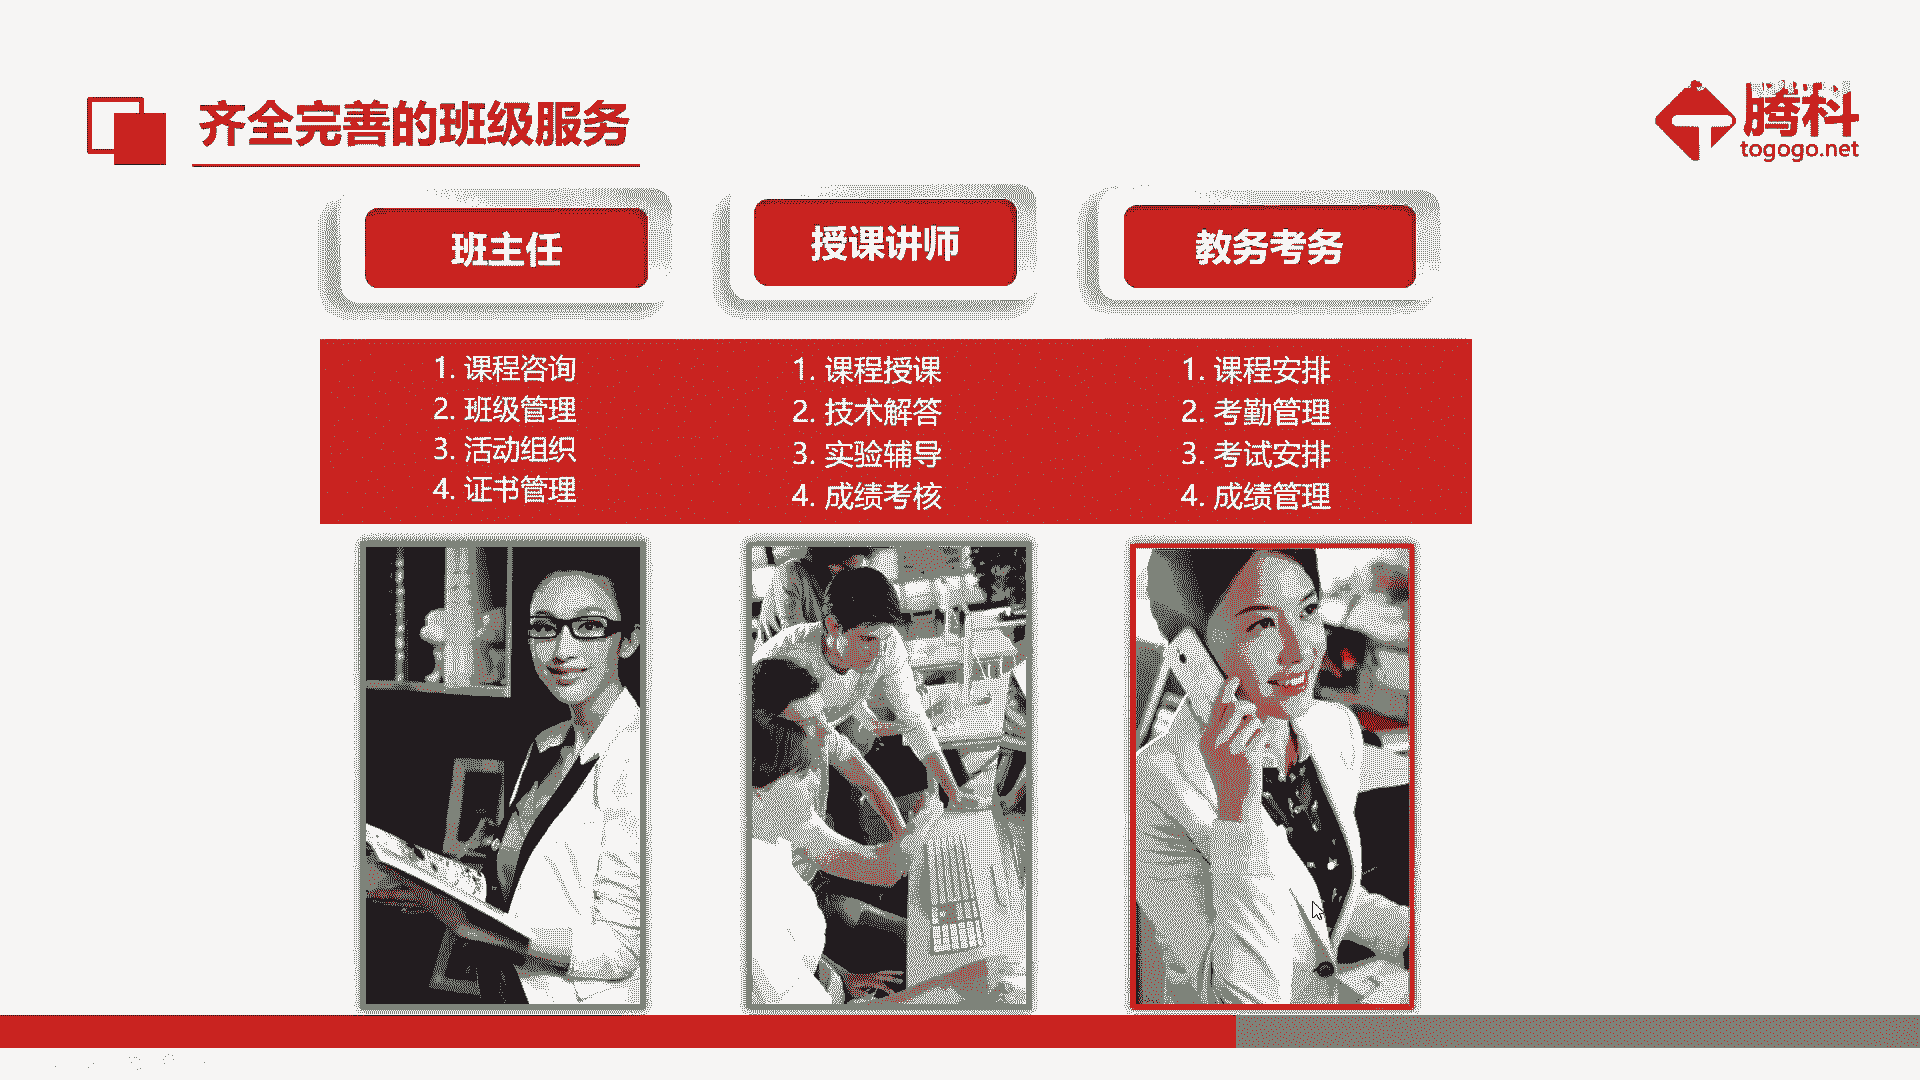 齐全完善的班级服务
腾科
togogo.net
班主任
授课讲师
教务考务
1. 课程咨询
2. 班级管理
3. 活动组织
4. 证书管理
1. 课程授课
2. 技术解答
3. 实验辅导
4. 成绩考核
1. 课程安排
2. 考勤管理
3. 考试安排
4. 成绩管理